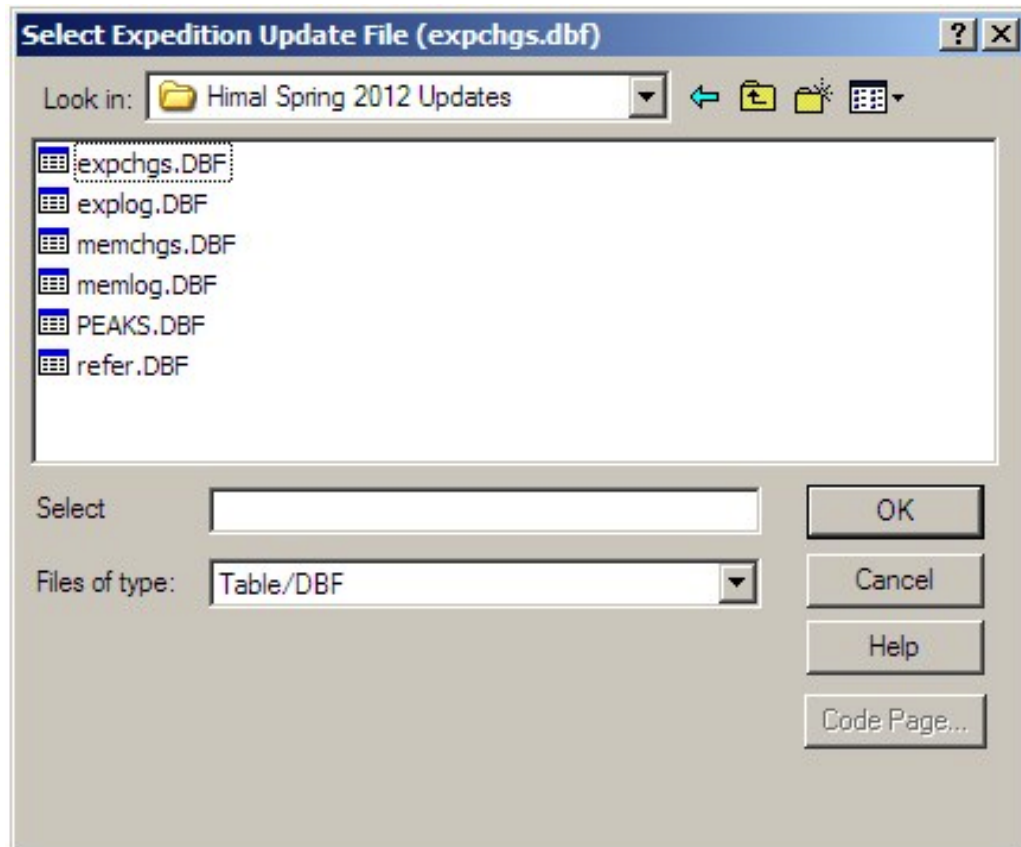 Select Expedition Update File (expchgs.dbf)
Look in: Himal Spring 2012 Updates
expchgs.DBF
explog.DBF
memchgs.DBF
memlog.DBF
PEAKS.DBF
refer.DBF
Select
OK
Files of type: Table/DBF
Cancel
Help
Code Page...